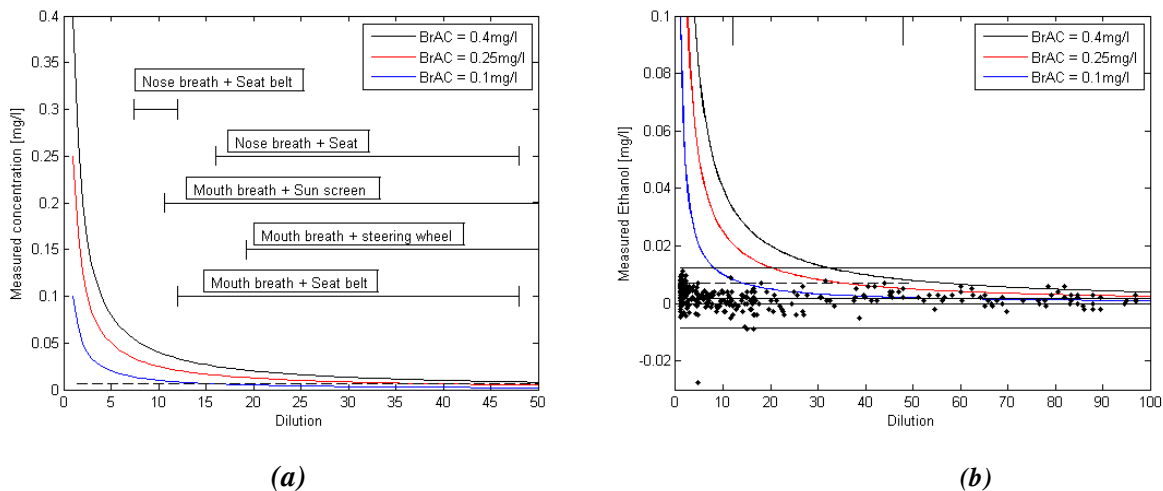 0.4
0.35
0.3
0.25
0.2
0.15
0.1
0.05
0
Measured concentration [mg/l]
BrAC = 0.4mg/l
BrAC = 0.25mg/l
BrAC = 0.1mg/l
Nose breath + Seat belt
Nose breath + Seat
Mouth breath + Sun screen
Mouth breath + steering wheel
Mouth breath + Seat belt
0 5 10 15 20 25 30 35 40 45 50
Dilution
(a)
0.1
0.08
0.06
0.04
0.02
0
-0.02
Measured Ethanol [mg/l]
BrAC = 0.4mg/l
BrAC = 0.25mg/l
BrAC = 0.1mg/l
0 10 20 30 40 50 60 70 80 90 100
Dilution
(b)